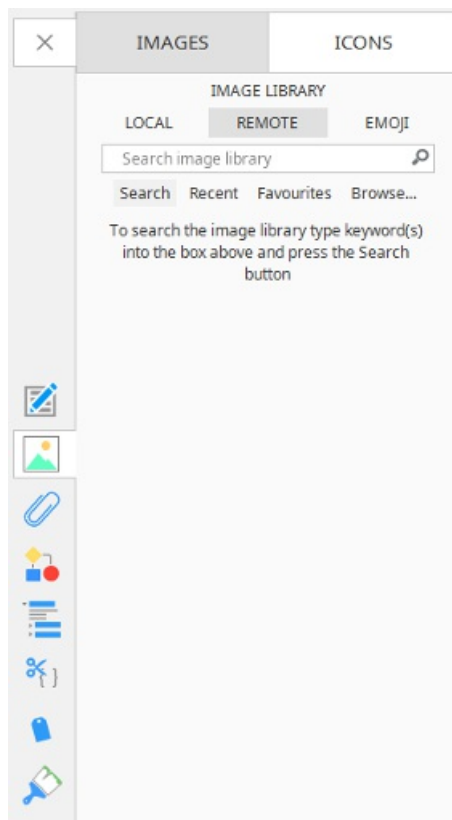 IMAGES ICONS
IMAGE LIBRARY
LOCAL REMOTE EMOJI
Search image library
Search Recent Favourites Browse...
To search the image library type keyword(s)
into the box above and press the Search
button